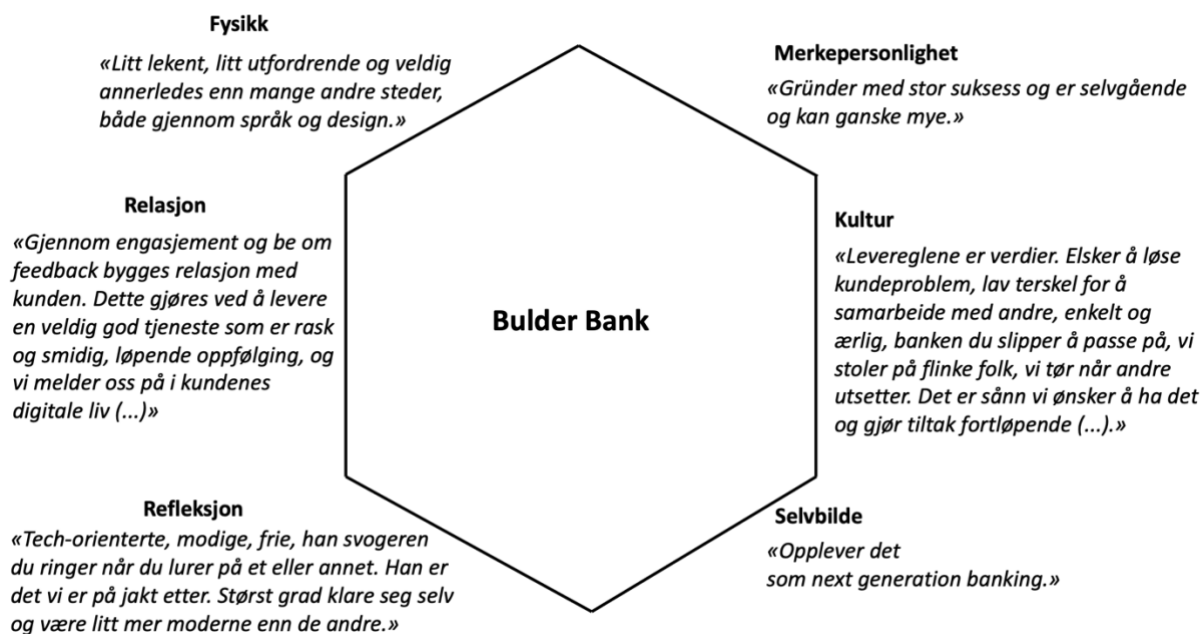 Fysikk
«Litt lekent, litt utfordrende og veldig
annerledes enn mange andre steder,
både gjennom språk og design.»
Merkepersonlighet
«Gründer med stor suksess og er selvgående
og kan ganske mye.»
Relasjon
«Gjennom engasjement og be om
feedback bygges relasjon med
kunden. Dette gjøres ved å levere
en veldig god tjeneste som er rask
og smidig, løpende oppfølging, og
vi melder oss på i kundenes
digitale liv (...)»
Bulder Bank
Kultur
«Levereglene er verdier. Elsker å løse
kundeproblem, lav terskel for å
samarbeide med andre, enkelt og
ærlig, banken du slipper å passe på, vi
stoler på flinke folk, vi tør når andre
utsetter. Det er sånn vi ønsker å ha det
og gjør tiltak fortløpende (...).»
Refleksjon
«Tech-orienterte, modige, frie, han svogeren
du ringer når du lurer på et eller annet. Han er
det vi er på jakt etter. Størst grad klare seg selv
og være litt mer moderne enn de andre.»
Selvbilde
«Opplever det
som next generation banking.»